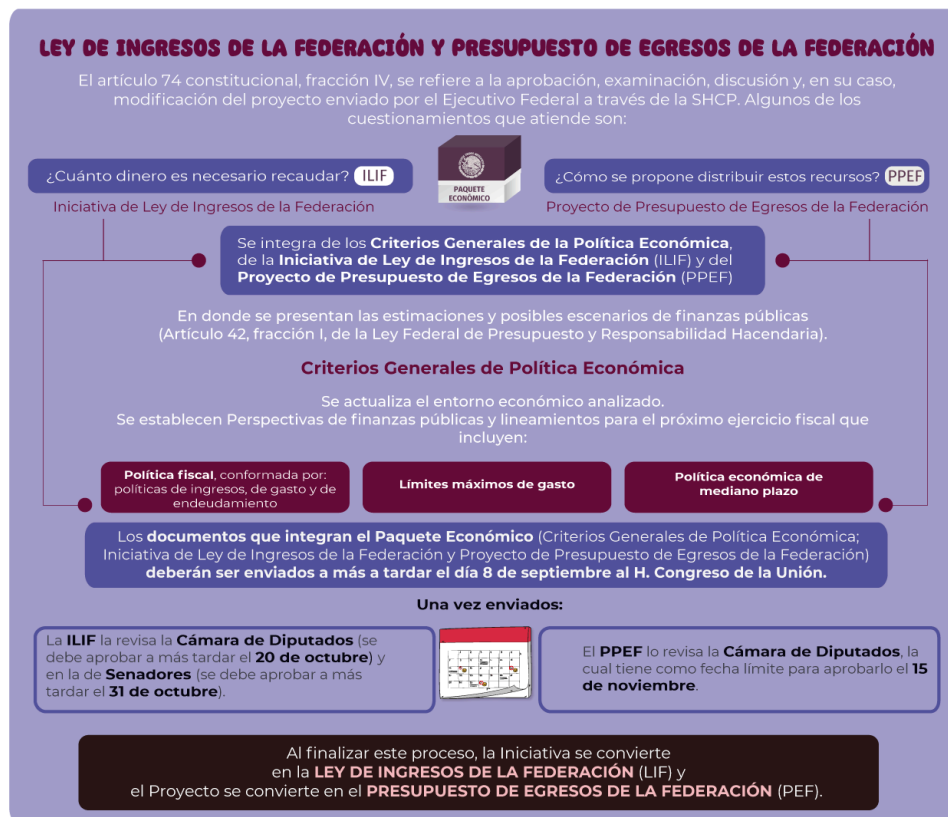 LEY DE INGRESOS DE LA FEDERACIÓN Y PRESUPUESTO DE EGRESOS DE LA FEDERACIÓN
El artículo 74 constitucional, fracción IV, se refiere a la aprobación, examinación, discusión y, en su caso,
modificación del proyecto enviado por el Ejecutivo Federal a través de la SHCP. Algunos de los
cuestionamientos que atiende son:
¿Cuánto dinero es necesario recaudar? ILIF
Iniciativa de Ley de Ingresos de la Federación
PAQUETE
ECONÓMICO
¿Cómo se propone distribuir estos recursos? PPEF
Proyecto de Presupuesto de Egresos de la Federación
Se integra de los Criterios Generales de la Política Económica,
de la Iniciativa de Ley de Ingresos de la Federación (ILIF) y del
Proyecto de Presupuesto de Egresos de la Federación (PPEF)
En donde se presentan las estimaciones y posibles escenarios de finanzas públicas
(Artículo 42, fracción I, de la Ley Federal de Presupuesto y Responsabilidad Hacendaria).
Criterios Generales de Política Económica
Se actualiza el entorno económico analizado.
Se establecen Perspectivas de finanzas públicas y lineamientos para el próximo ejercicio fiscal que
incluyen:
Política fiscal, conformada por:
políticas de ingresos, de gasto y de
endeudamiento
Límites máximos de gasto
Política económica de
mediano plazo
Los documentos que integran el Paquete Económico (Criterios Generales de Política Económica;
Iniciativa de Ley de Ingresos de la Federación y Proyecto de Presupuesto de Egresos de la Federación)
deberán ser enviados a más a tardar el día 8 de septiembre al H. Congreso de la Unión.
Una vez enviados:
La ILIF la revisa la Cámara de Diputados (se
debe aprobar a más tardar el 20 de octubre) y
en la de Senadores (se debe aprobar a más
tardar el 31 de octubre).
El PPEF lo revisa la Cámara de Diputados, la
cual tiene como fecha límite para aprobarlo el 15
de noviembre.
Al finalizar este proceso, la Iniciativa se convierte
en la LEY DE INGRESOS DE LA FEDERACIÓN (LIF) y
el Proyecto se convierte en el PRESUPUESTO DE EGRESOS DE LA FEDERACIÓN (PEF).